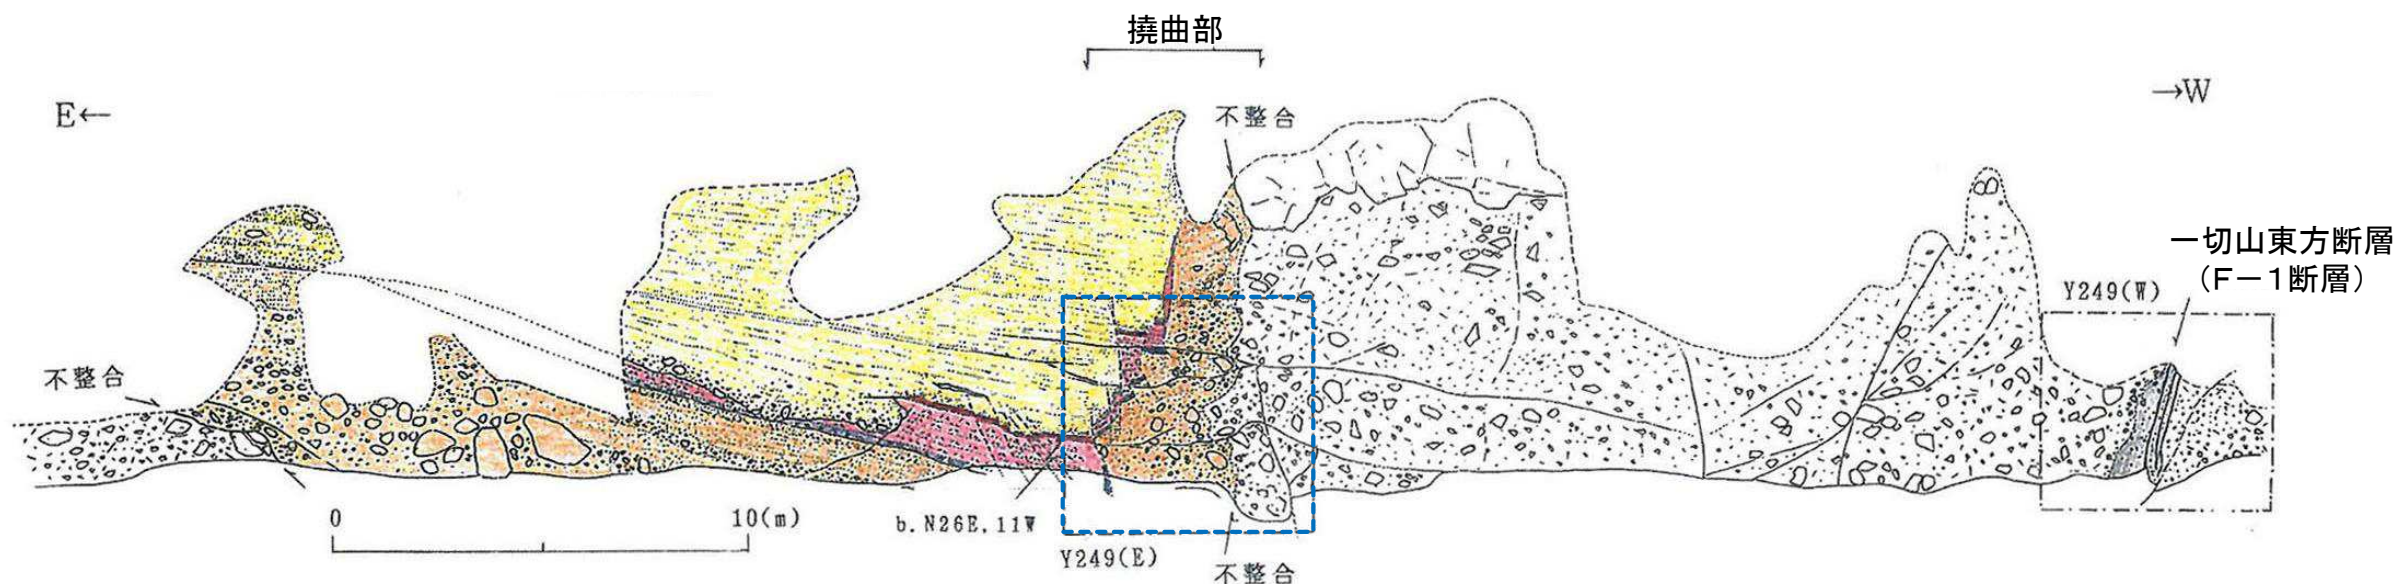 撓曲部
E←
不整合
→W
一切山東方断層
（F－1断層）
Y249(W)
不整合
0
10(m)
b.N26E,11W
Y249(E)
不整合